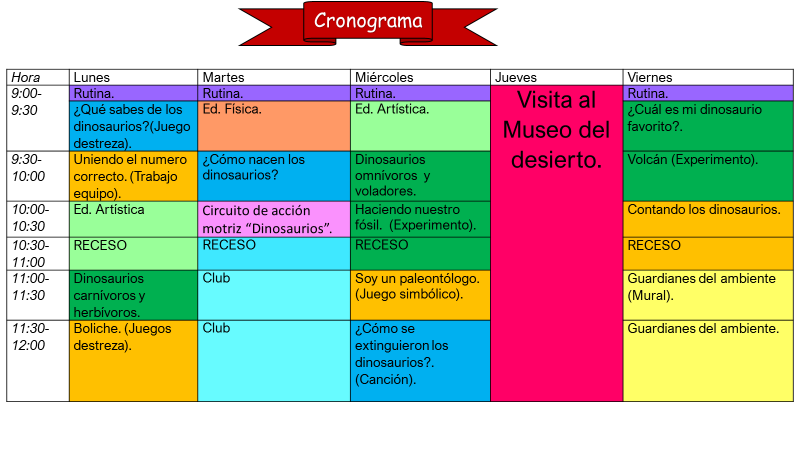 Cronograma
Hora Lunes Martes Miércoles Jueves Viernes
9:00-
9:30
Rutina.
¿Qué sabes de los
dinosaurios?(Juego
destreza).
Rutina.
Ed. Física.
Rutina.
Ed. Artística.
Visita al
Museo del
desierto.
Rutina.
¿Cuál es mi dinosaurio
favorito?.
9:30-
10:00
Uniendo el numero
correcto. (Trabajo
equipo).
¿Cómo nacen los
dinosaurios?
Dinosaurios
omnívoros y
voladores.
Volcán (Experimento).
10:00-
10:30
Ed. Artística
Circuito de acción
motriz “Dinosaurios”.
Haciendo nuestro
fósil. (Experimento).
Contando los dinosaurios.
10:30-
11:00
RECESO
RECESO
RECESO
RECESO
11:00-
11:30
Dinosaurios
carnívoros y
herbívoros.
Club
Soy un paleontólogo.
(Juego simbólico).
Guardianes del ambiente
(Mural).
11:30-
12:00
Boliche. (Juegos
destreza).
Club
¿Cómo se
extinguieron los
dinosaurios?.
(Canción).
Guardianes del ambiente.